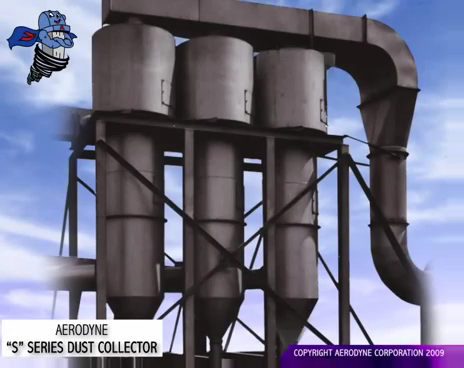 AERODYNE
“S” SERIES DUST COLLECTOR
COPYRIGHT AERODYNE CORPORATION 2009